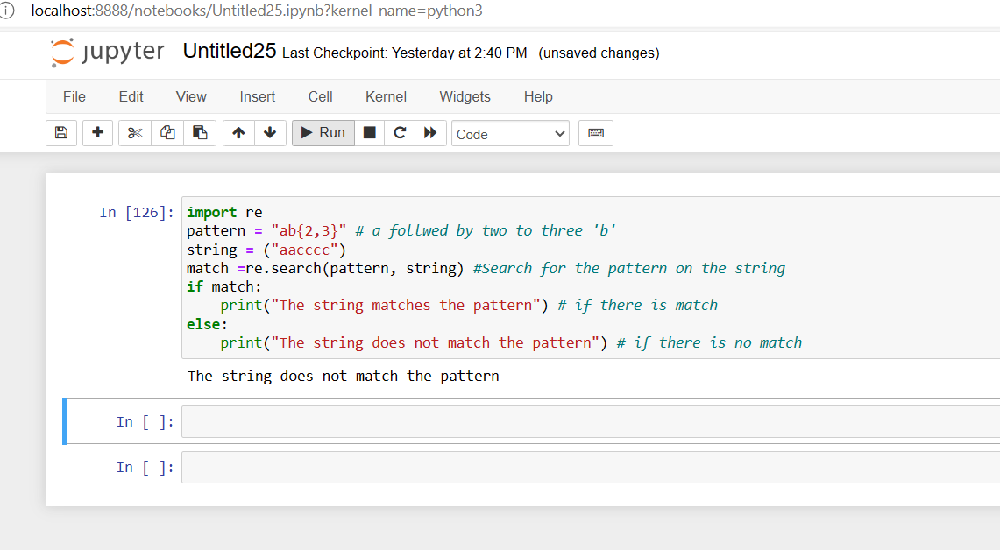 localhost:8888/notebooks/Untitled25.ipynb?kernel_name=python3
jupyter Untitled25 Last Checkpoint: Yesterday at 2:40 PM (unsaved changes)
File Edit View Insert Cell Kernel Widgets Help
Run Code
In [126]: import re
pattern = "ab{2,3}" # a follwed by two to three 'b'
string = ("aacccc")
match =re.search(pattern, string) #Search for the pattern on the string
if match:
    print("The string matches the pattern") # if there is match
else:
    print("The string does not match the pattern") # if there is no match
The string does not match the pattern
In [ ]:
In [ ]: